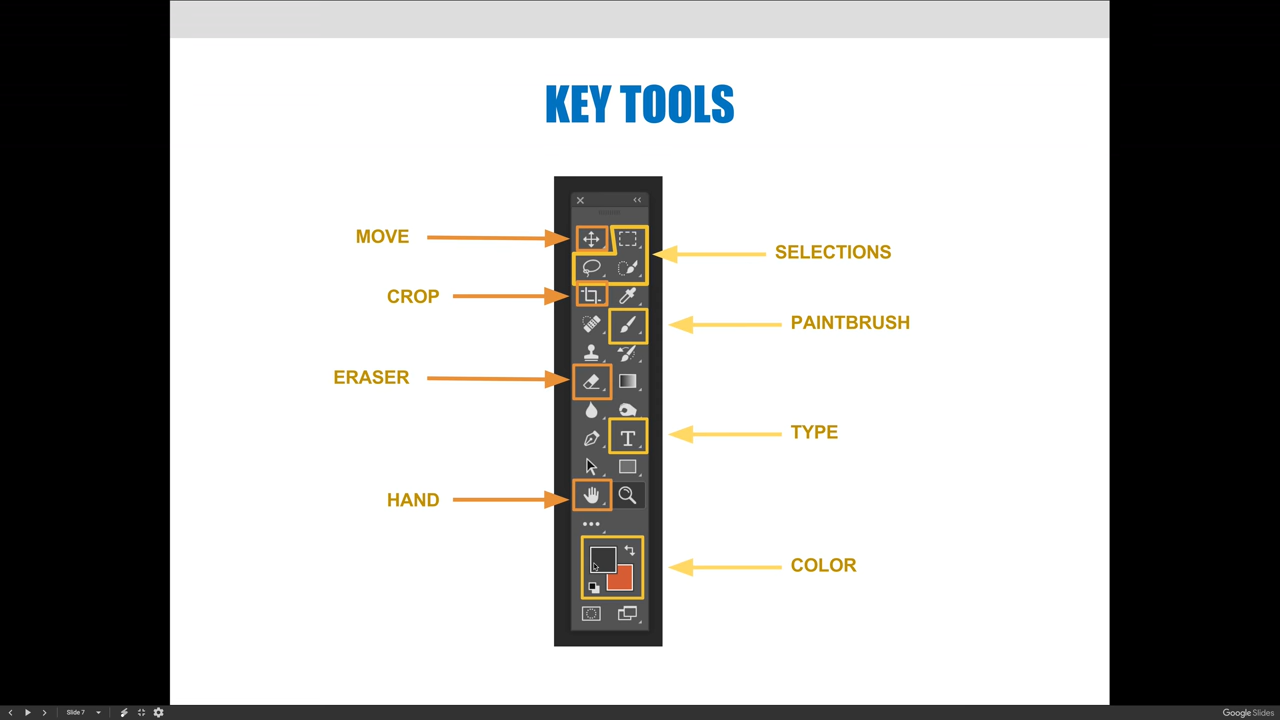 KEY TOOLS
MOVE
SELECTIONS
CROP
PAINTBRUSH
ERASER
TYPE
HAND
COLOR
Slide 7
Google Slides